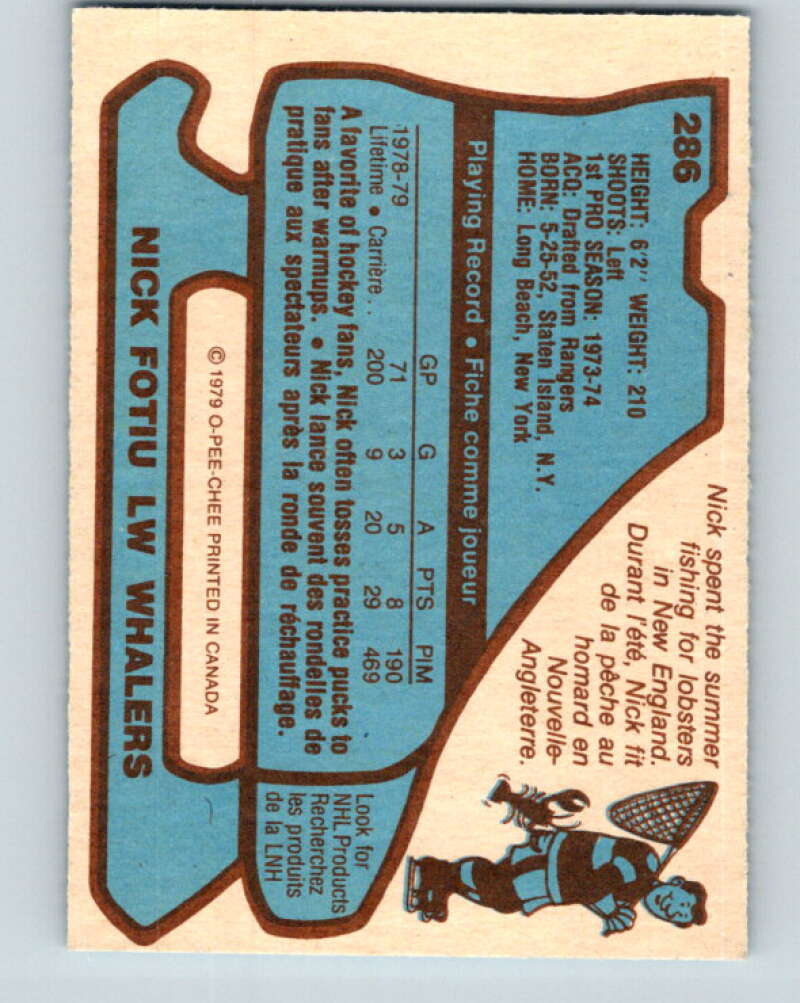 286
HEIGHT: 6'2" WEIGHT: 210
SHOOTS: Left
1st PRO SEASON: 1973-74
ACQ: Drafted from Rangers
BORN: 5-25-52, Staten Island, N.Y.
HOME: Long Beach, New York
Nick spent the summer
fishing for lobsters
in New England.
Durant l'été, Nick fit
de la pêche au
homard en
Nouvelle-
Angleterre.
Playing Record • Fiche comme joueur
GP G A PTS PIM
1978-79 71 3 5 8 190
Lifetime • Carrière .. 200 9 20 29 469
A favorite of hockey fans, Nick often tosses practice pucks to
fans after warmups. • Nick lance souvent des rondelles de
pratique aux spectateurs après la ronde de réchauffage.
Look for
NHL Products
Recherchez
les produits
de la LNH
© 1979 O-PEE-CHEE PRINTED IN CANADA
NICK FOTIU LW WHALERS